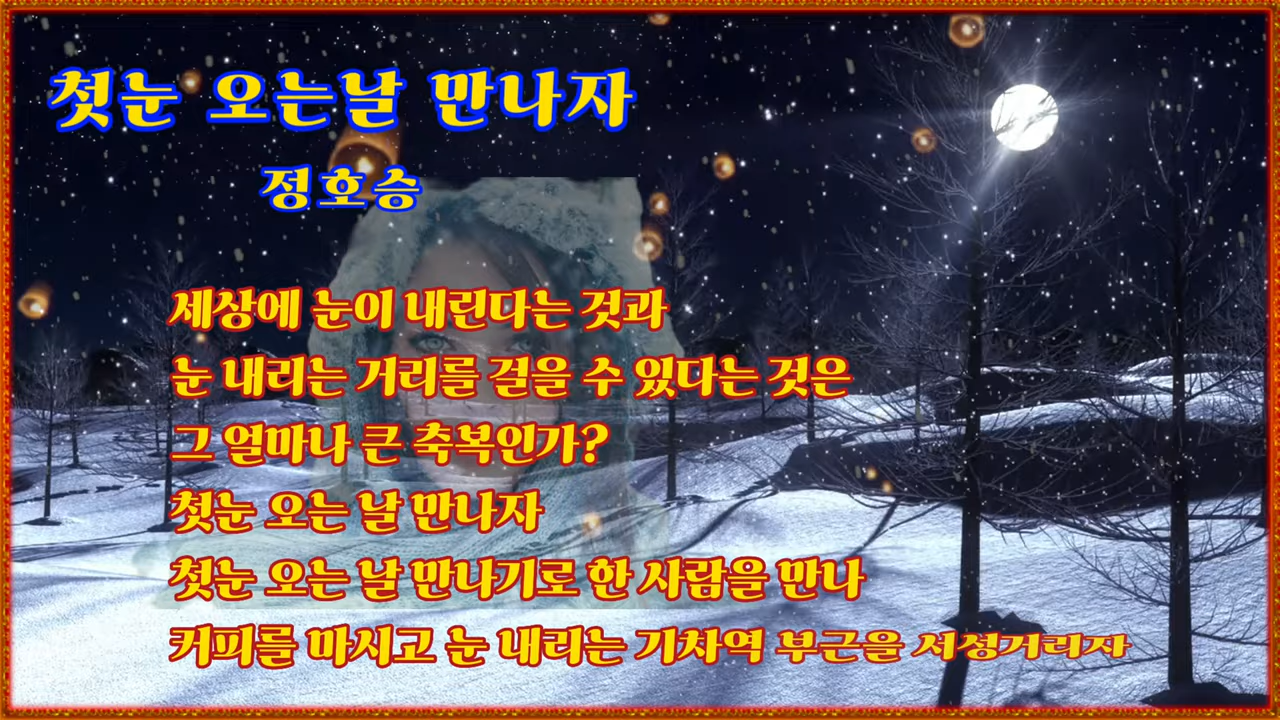 첫눈 오는날 만나자
정호승
세상에 눈이 내린다는 것과
눈 내리는 거리를 걸을 수 있다는 것은
그 얼마나 큰 축복인가?
첫눈 오는 날 만나자
첫눈 오는 날 만나기로 한 사람을 만나
커피를 마시고 눈 내리는 기차역 부근을 서성거리자